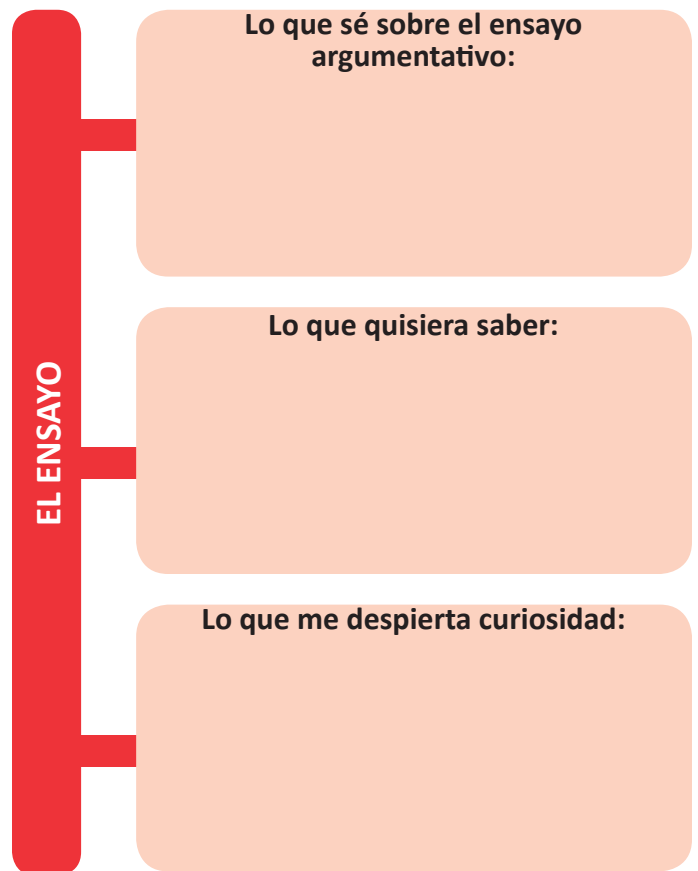 Lo que sé sobre el ensayo
argumentativo:
EL ENSAYO
Lo que quisiera saber:
Lo que me despierta curiosidad: